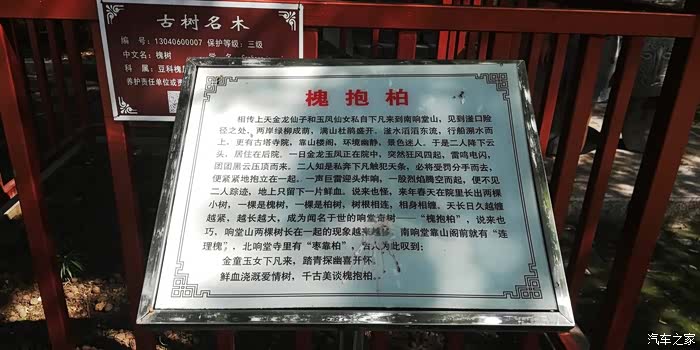 古树名木
编 号：13040600007 保护等级：三级
中文名：槐树
科 属：豆科槐属
养护责任单位或责
槐抱柏
相传上天金龙仙子和玉凤仙女私自下凡来到南响堂山，见到滏口险
径之处，两岸绿柳成荫，满山杜鹃盛开，滏水滔滔东流，行船溯水而
上，更有古塔寺院，靠山楼阁，环境幽静，景色迷人。于是二人降下云
头，居住在后院。一日金龙玉凤正在院中，突然狂风四起，雷鸣电闪，
团团黑云压顶而来。二人知是私奔下凡触犯天条，必将受罚分手而去，
便紧紧地抱立在一起。一声巨雷迎头炸响，一股烈焰腾空而起，便不见
二人踪迹，地上只留下一片鲜血。说来也怪，来年春天在院里长出两棵
小树，一棵是槐树，一棵是柏树，树根相连，相身相缠，天长日久越缠
越紧，越长越大，成为闻名于世的响堂奇树——“槐抱柏”，说来也
巧，响堂山两棵树长在一起的现象越来越多，南响堂靠山阁前就有“连
理槐”，北响堂寺里有“枣靠柏”，古人为此叹到：
金童玉女下凡来，踏青探幽喜开怀。
鲜血浇溉爱情树，千古美谈槐抱柏。
汽车之家